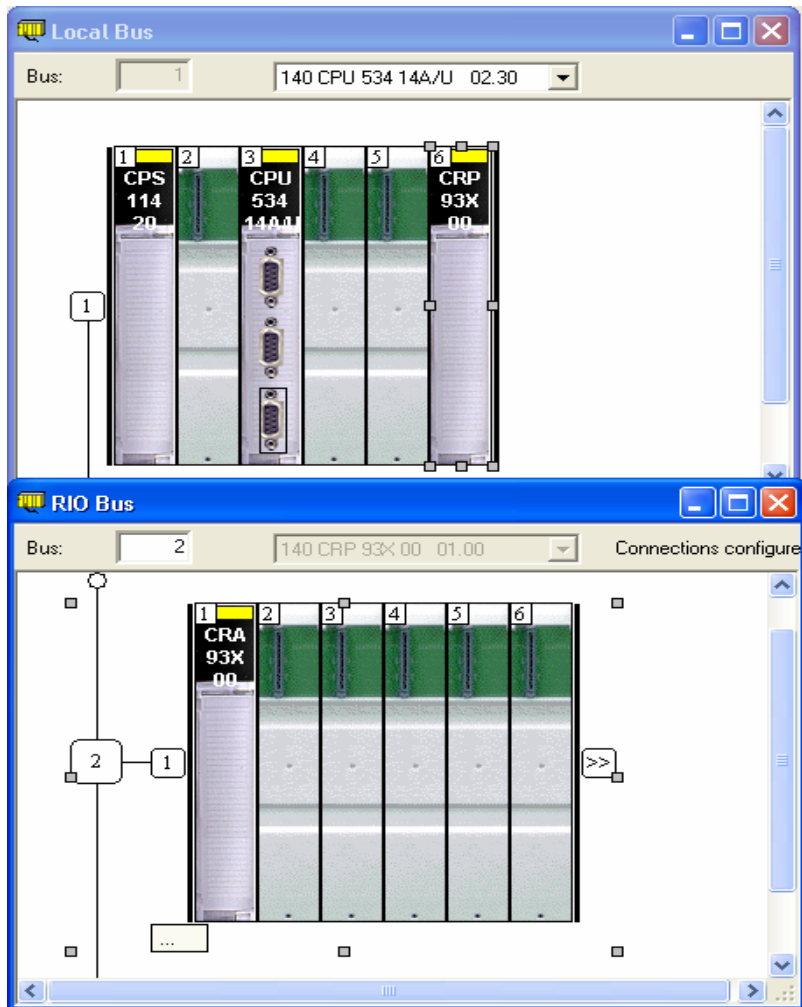 Local Bus
Bus: 1 140 CPU 534 14A/U 02.30
1 2 3 4 5 6
CPS CPU CRP
114 534 93X
20 14A/U 00
1
RIO Bus
Bus: 2 140 CRP 93X 00 01.00 Connections configure
1 2 3 4 5 6
CRA
93X
00
2 1 >>
...